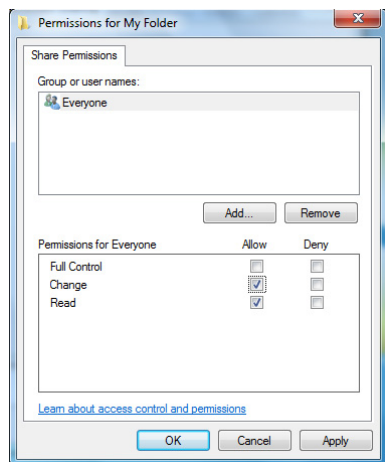 Permissions for My Folder
Share Permissions
Group or user names:
Everyone
Add... Remove
Permissions for Everyone Allow Deny
Full Control
Change
Read
Learn about access control and permissions
OK Cancel Apply